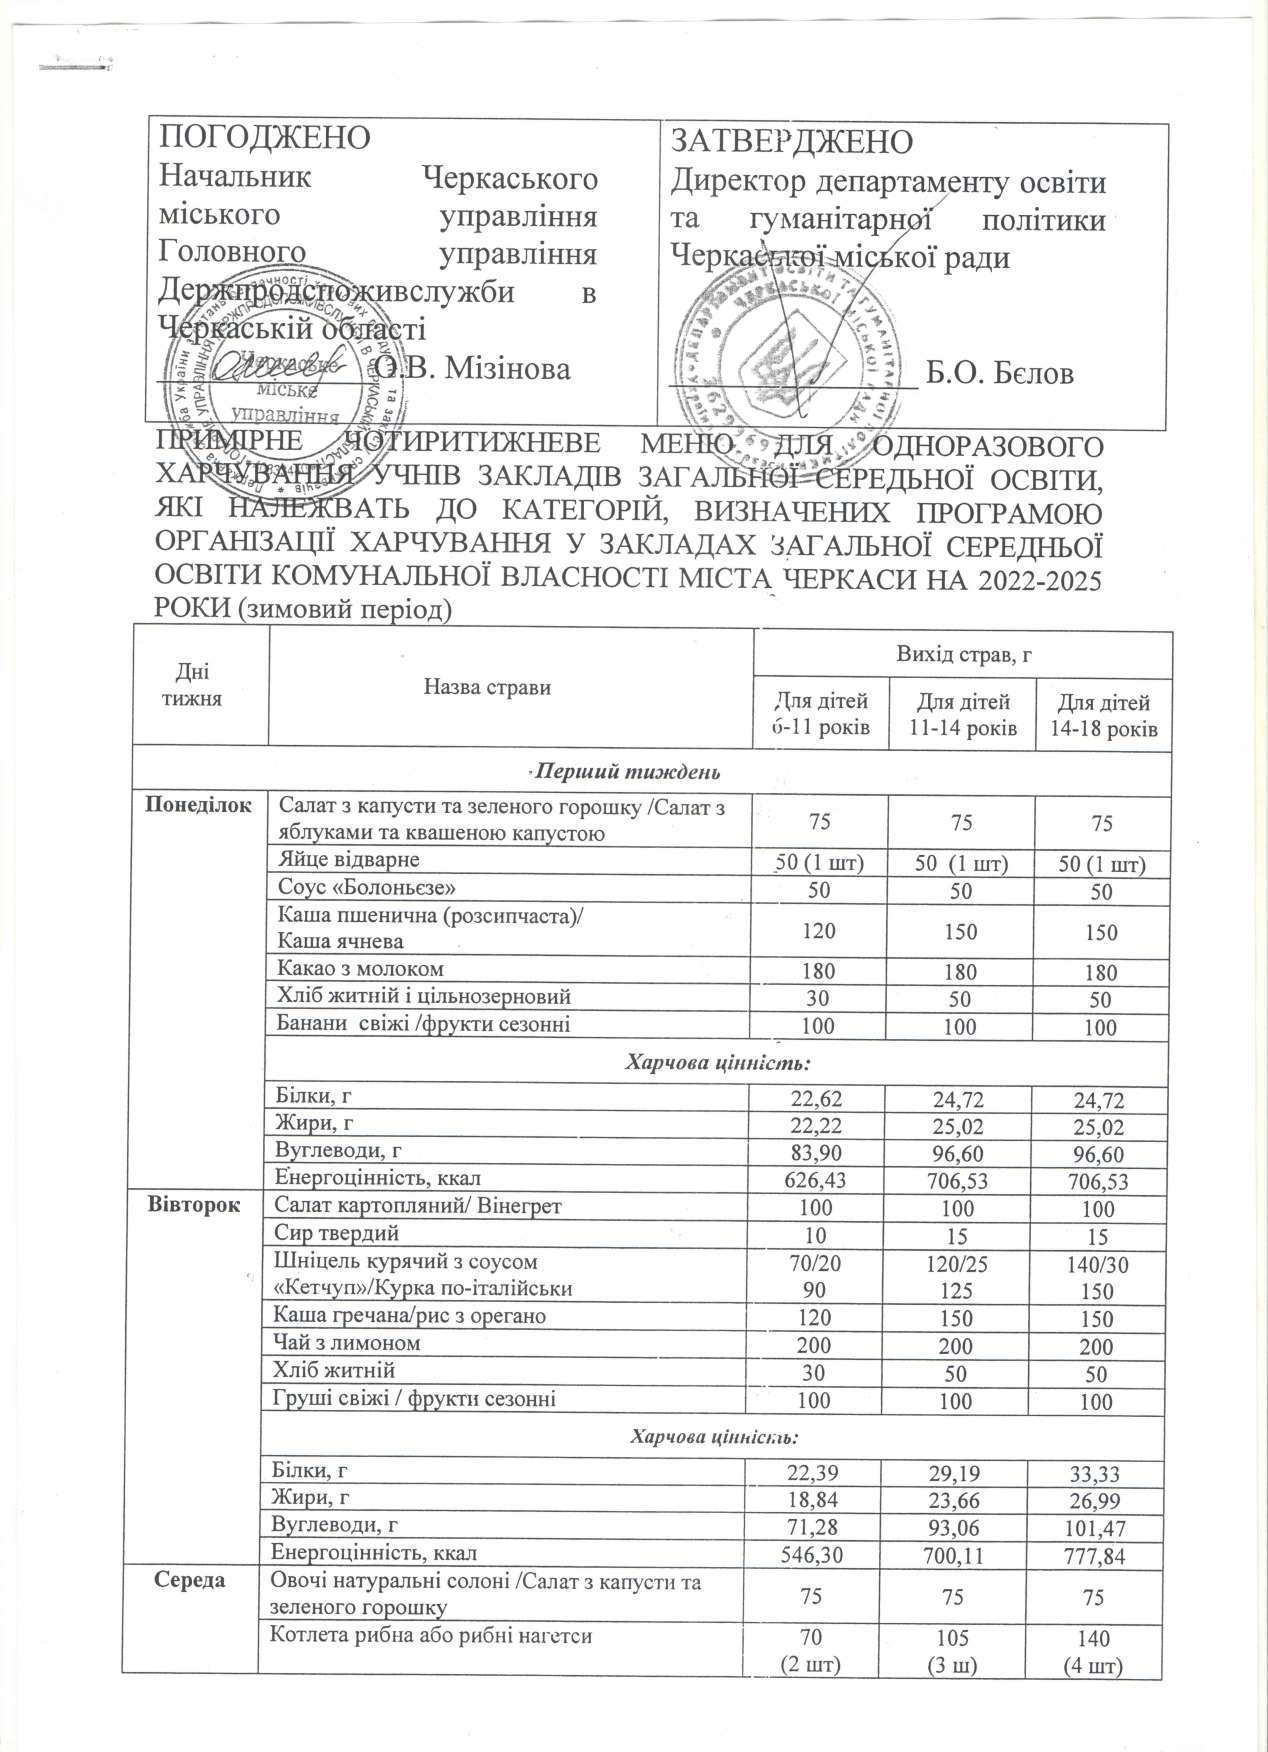 ПОГОДЖЕНО
Начальник Черкаського
міського управління
Головного управління
Держпродспоживслужби в
Черкаській області
О.В. Мізінова
Черкаське
міське
управління
ЗАТВЕРДЖЕНО
Директор департаменту освіти
та гуманітарної політики
Черкаської міської ради
Б.О. Бєлов
ПРИМІРНЕ ЧОТИРИТИЖНЕВЕ МЕНЮ ДЛЯ ОДНОРАЗОВОГО
ХАРЧУВАННЯ УЧНІВ ЗАКЛАДІВ ЗАГАЛЬНОЇ СЕРЕДЬНОЇ ОСВІТИ,
ЯКІ НАЛЕЖВАТЬ ДО КАТЕГОРІЙ, ВИЗНАЧЕНИХ ПРОГРАМОЮ
ОРГАНІЗАЦІЇ ХАРЧУВАННЯ У ЗАКЛАДАХ ЗАГАЛЬНОЇ СЕРЕДНЬОЇ
ОСВІТИ КОМУНАЛЬНОЇ ВЛАСНОСТІ МІСТА ЧЕРКАСИ НА 2022-2025
РОКИ (зимовий період)
Дні тижня Назва страви Вихід страв, г
Для дітей 6-11 років Для дітей 11-14 років Для дітей 14-18 років
Перший тиждень
Понеділок Салат з капусти та зеленого горошку /Салат з
яблуками та квашеною капустою 75 75 75
Яйце відварне 50 (1 шт) 50 (1 шт) 50 (1 шт)
Соус «Болоньєзе» 50 50 50
Каша пшенична (розсипчаста)/
Каша ячнева 120 150 150
Какао з молоком 180 180 180
Хліб житній і цільнозерновий 30 50 50
Банани свіжі /фрукти сезонні 100 100 100
Харчова цінність:
Білки, г 22,62 24,72 24,72
Жири, г 22,22 25,02 25,02
Вуглеводи, г 83,90 96,60 96,60
Енергоцінність, ккал 626,43 706,53 706,53
Вівторок Салат картопляний/ Вінегрет 100 100 100
Сир твердий 10 15 15
Шніцель курячий з соусом 70/20 120/25 140/30
«Кетчуп»/Курка по-італійськи 90 125 150
Каша гречана/рис з орегано 120 150 150
Чай з лимоном 200 200 200
Хліб житній 30 50 50
Груші свіжі / фрукти сезонні 100 100 100
Харчова цінність:
Білки, г 22,39 29,19 33,33
Жири, г 18,84 23,66 26,99
Вуглеводи, г 71,28 93,06 101,47
Енергоцінність, ккал 546,30 700,11 777,84
Середа Овочі натуральні солоні /Салат з капусти та
зеленого горошку 75 75 75
Котлета рибна або рибні нагетси 70 105 140
(2 шт) (3 ш) (4 шт)